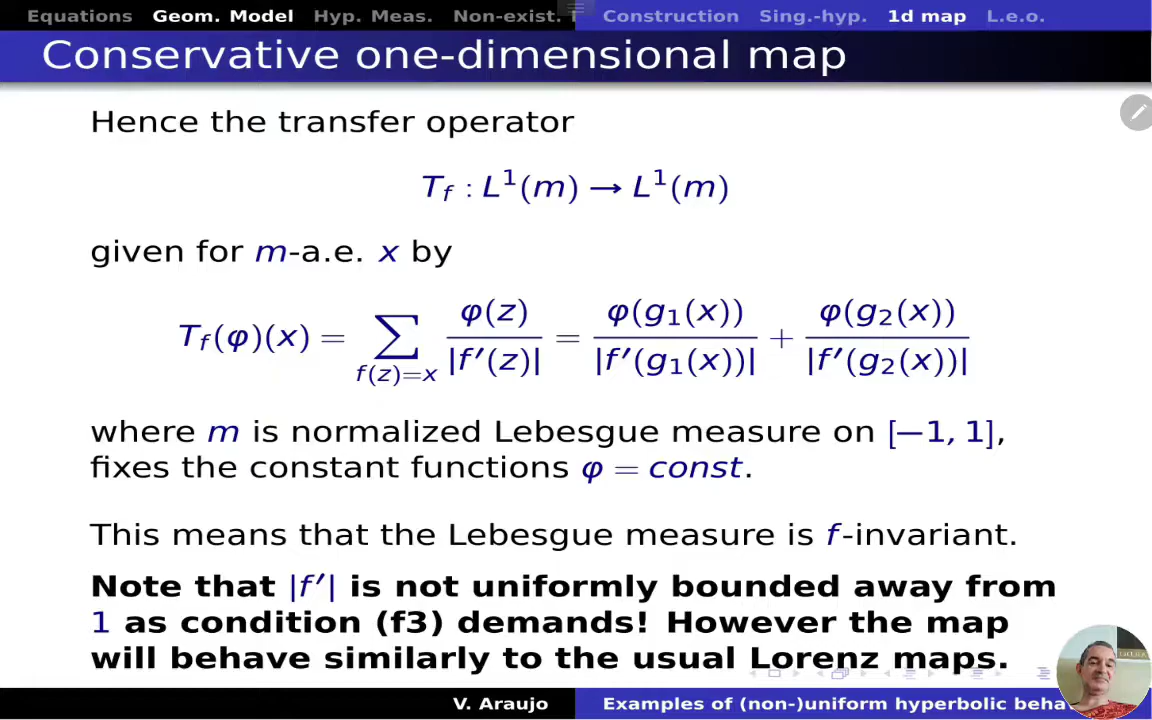 Equations Geom. Model Hyp. Meas. Non-exist. Construction Sing.-hyp. 1d map L.e.o.
Conservative one-dimensional map
Hence the transfer operator
T_f : L¹(m) → L¹(m)
given for m-a.e. x by
T_f(φ)(x) = ∑_{f(z)=x} φ(z)/|f′(z)| = φ(g₁(x))/|f′(g₁(x))| + φ(g₂(x))/|f′(g₂(x))|
where m is normalized Lebesgue measure on [−1, 1],
fixes the constant functions φ = const.
This means that the Lebesgue measure is f-invariant.
Note that |f′| is not uniformly bounded away from
1 as condition (f3) demands! However the map
will behave similarly to the usual Lorenz maps.
V. Araujo Examples of (non-)uniform hyperbolic beha